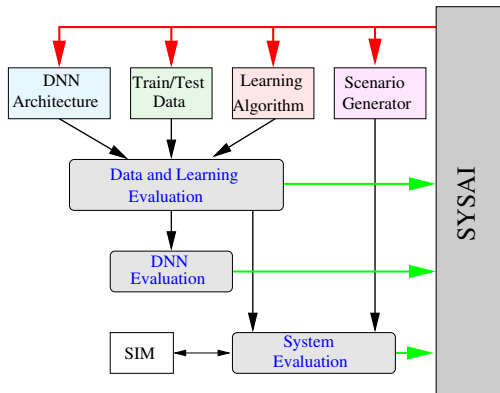 DNN
Architecture
Train/Test
Data
Learning
Algorithm
Scenario
Generator
Data and Learning
Evaluation
DNN
Evaluation
SIM
System
Evaluation
SYSAI